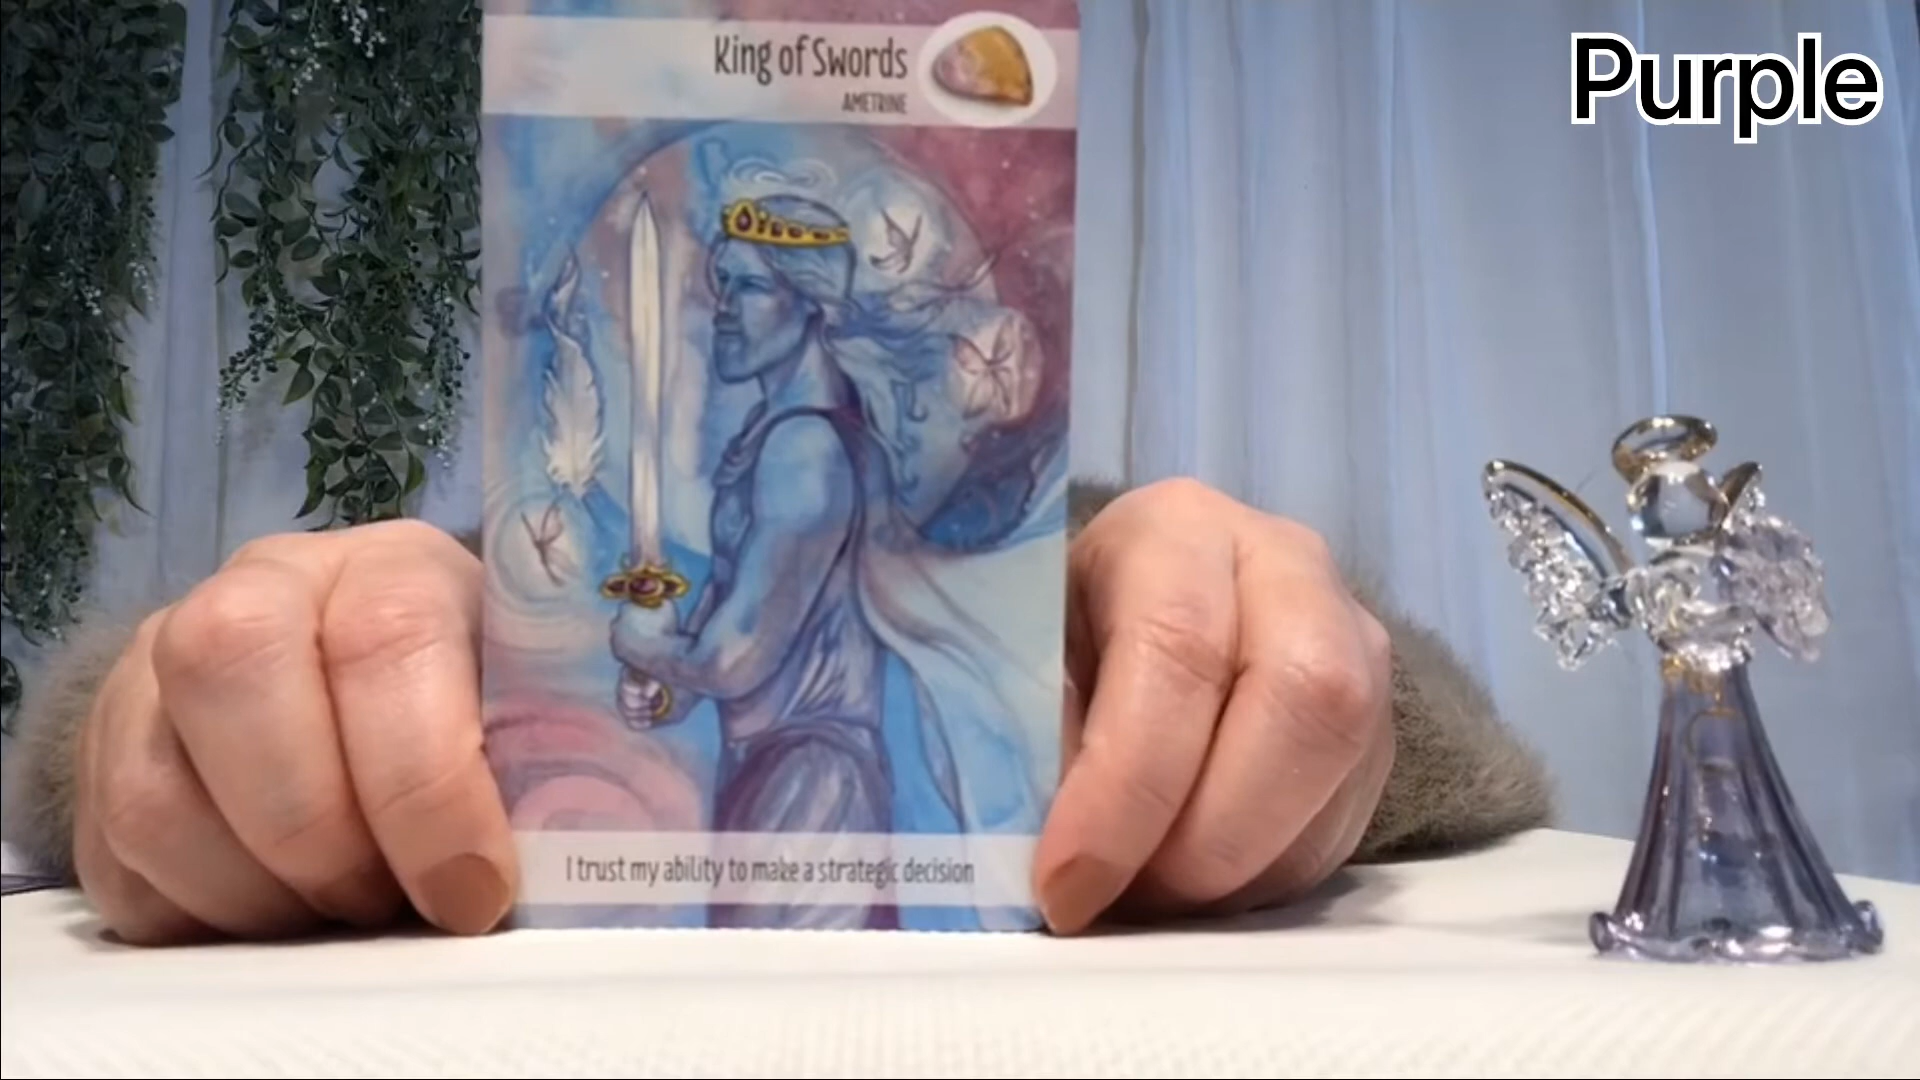 King of Swords
AMETRINE
Purple
I trust my ability to make a strategic decision